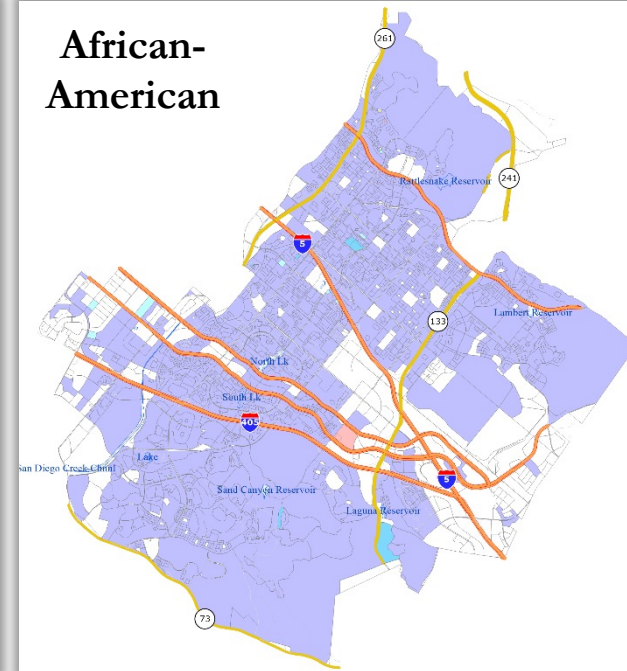 African-
American
261
Rattlesnake Reservoir
241
5
Lambert Reservoir
133
North Lk
South Lk
405
San Diego Creek Chnnl
Lake
Sand Canyon Reservoir
5
Laguna Reservoir
73